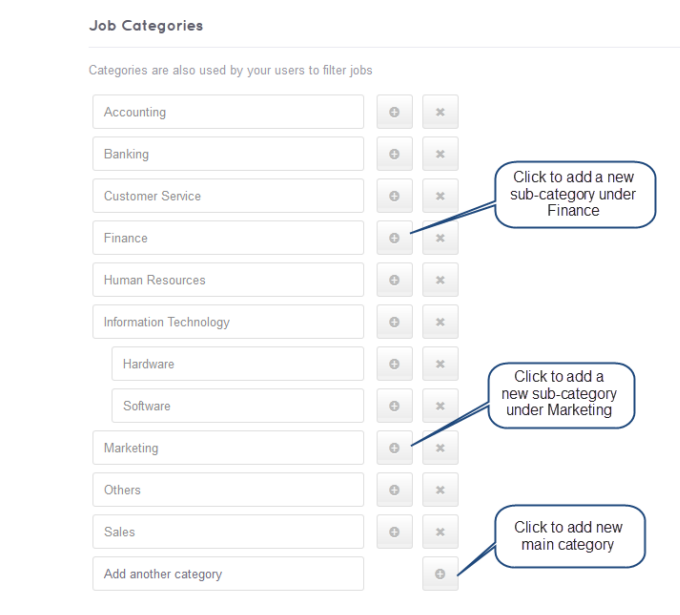 Job Categories
Categories are also used by your users to filter jobs
Accounting
Banking
Customer Service
Finance
Human Resources
Information Technology
Hardware
Software
Marketing
Others
Sales
Add another category
Click to add a new
sub-category under
Finance
Click to add a
new sub-category
under Marketing
Click to add new
main category